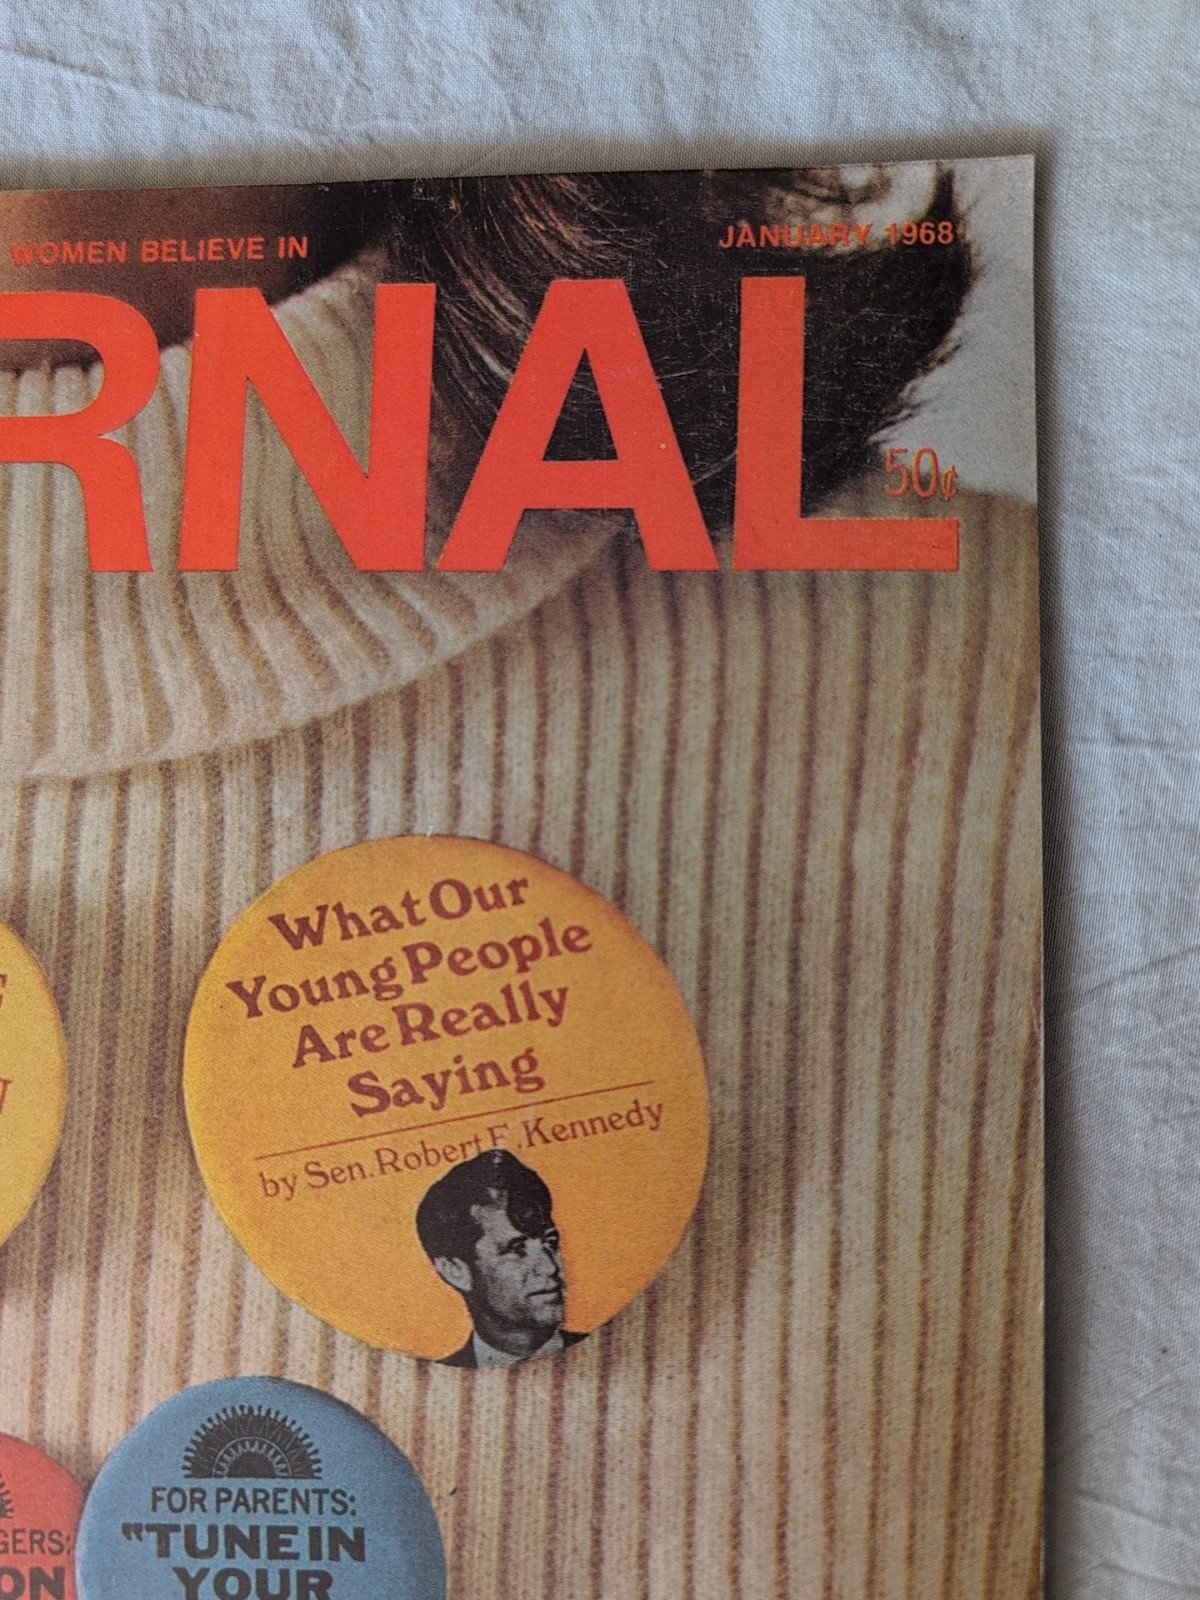 WOMEN BELIEVE IN
JANUARY 1968
RNAL
50¢
What Our
Young People
Are Really
Saying
by Sen. Robert F. Kennedy
FOR PARENTS:
"TUNE IN
YOUR
GERS:
ON